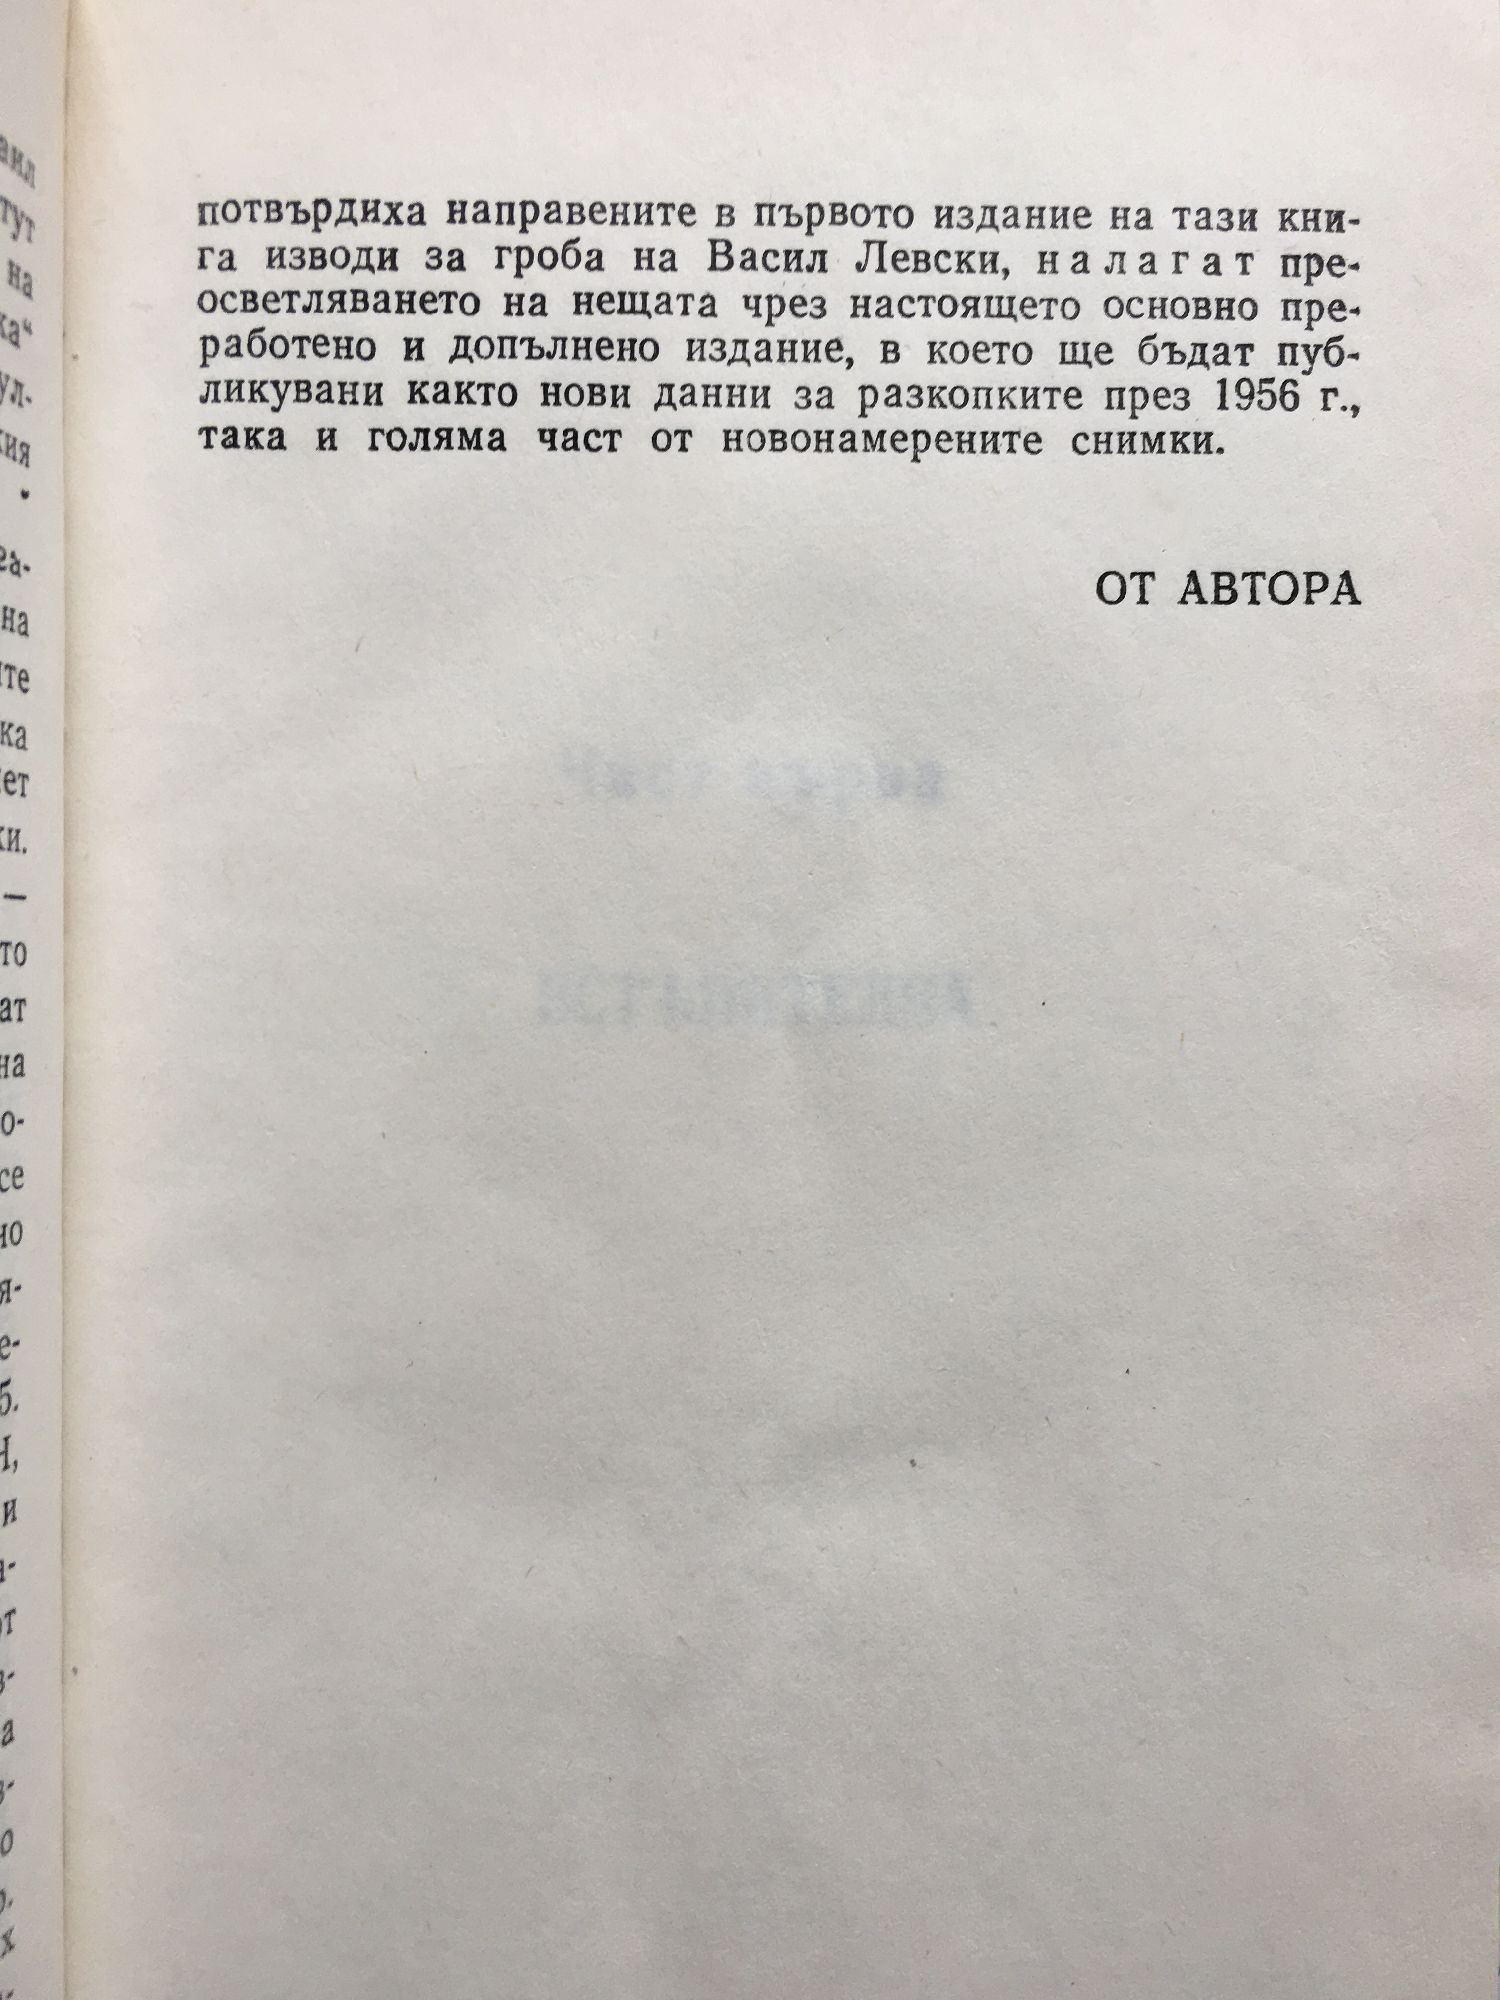 потвърдиха направените в първото издание на тази кни-
га изводи за гроба на Васил Левски, налагат пре-
осветляването на нещата чрез настоящето основно пре-
работено и допълнено издание, в което ще бъдат пуб-
ликувани както нови данни за разкопките през 1956 г.,
така и голяма част от новонамерените снимки.
ОТ АВТОРА